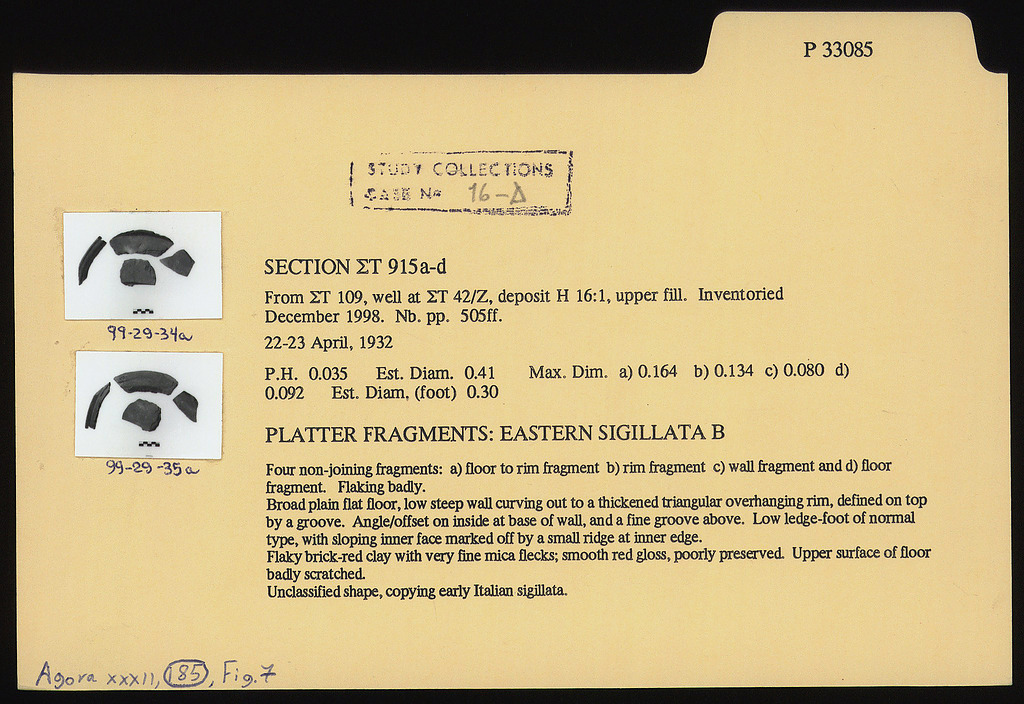 P 33085
STUDY COLLECTIONS
CASE No 16-Δ
99-29-34a
99-29-35a
SECTION ΣΤ 915a-d
From ΣΤ 109, well at ΣΤ 42/Z, deposit H 16:1, upper fill. Inventoried
December 1998. Nb. pp. 505ff.
22-23 April, 1932
P.H. 0.035 Est. Diam. 0.41 Max. Dim. a) 0.164 b) 0.134 c) 0.080 d)
0.092 Est. Diam. (foot) 0.30
PLATTER FRAGMENTS: EASTERN SIGILLATA B
Four non-joining fragments: a) floor to rim fragment b) rim fragment c) wall fragment and d) floor
fragment. Flaking badly.
Broad plain flat floor, low steep wall curving out to a thickened triangular overhanging rim, defined on top
by a groove. Angle/offset on inside at base of wall, and a fine groove above. Low ledge-foot of normal
type, with sloping inner face marked off by a small ridge at inner edge.
Flaky brick-red clay with very fine mica flecks; smooth red gloss, poorly preserved. Upper surface of floor
badly scratched.
Unclassified shape, copying early Italian sigillata.
Agora XXXII, 185, Fig. 7